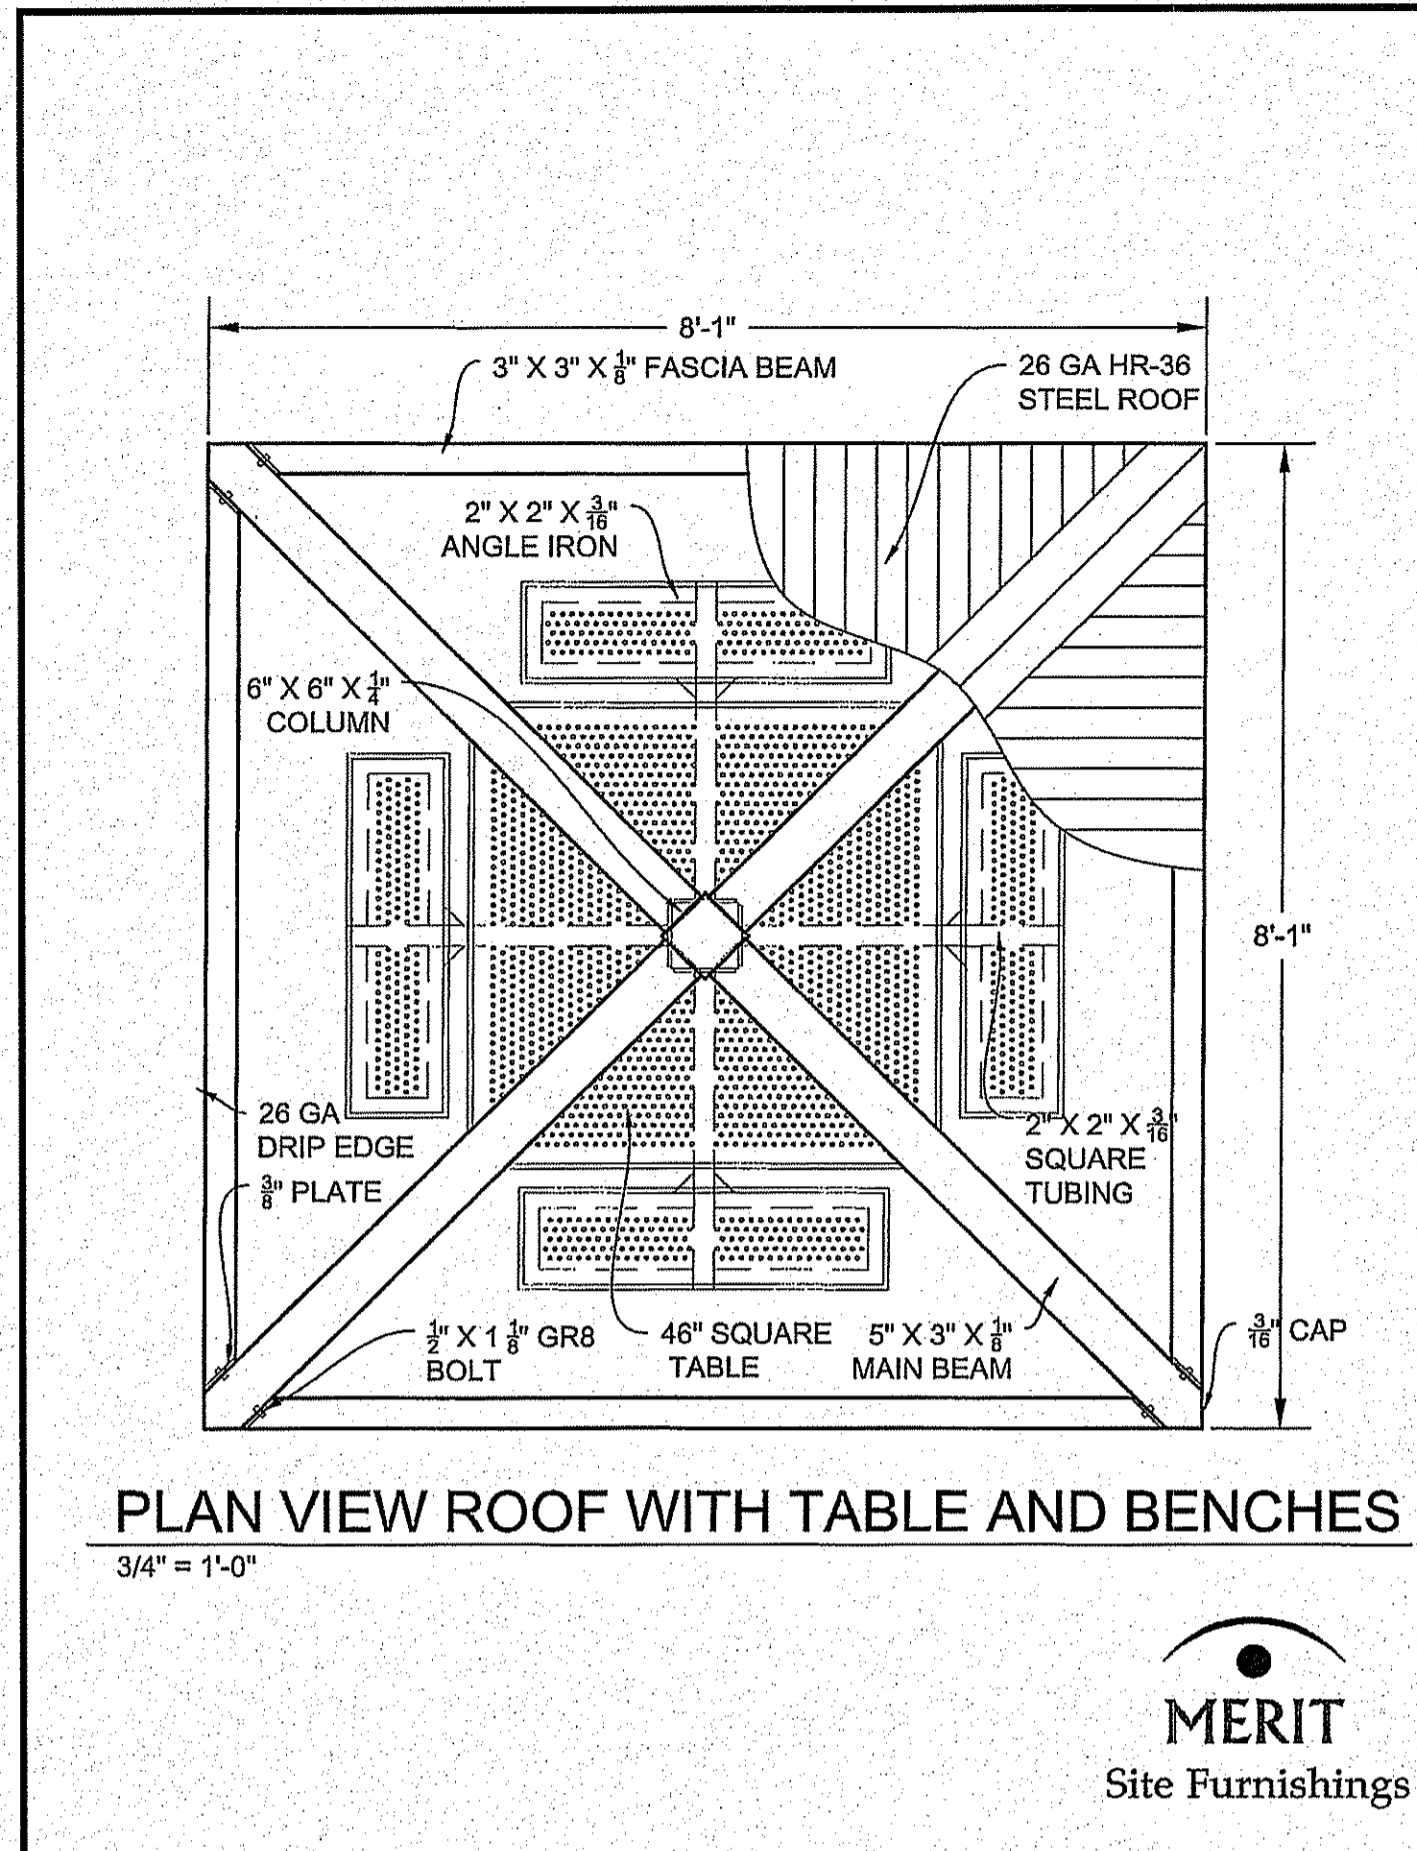 8'-1"
3" X 3" X 1/8" FASCIA BEAM
26 GA HR-36
STEEL ROOF
2" X 2" X 3/16"
ANGLE IRON
6" X 6" X 1/4"
COLUMN
8'-1"
26 GA
DRIP EDGE
3/8" PLATE
2" X 2" X 3/16"
SQUARE
TUBING
1/2" X 1 1/8" GR8
BOLT
46" SQUARE
TABLE
5" X 3" X 1/8"
MAIN BEAM
3/16" CAP
PLAN VIEW ROOF WITH TABLE AND BENCHES
3/4" = 1'-0"
MERIT
Site Furnishings